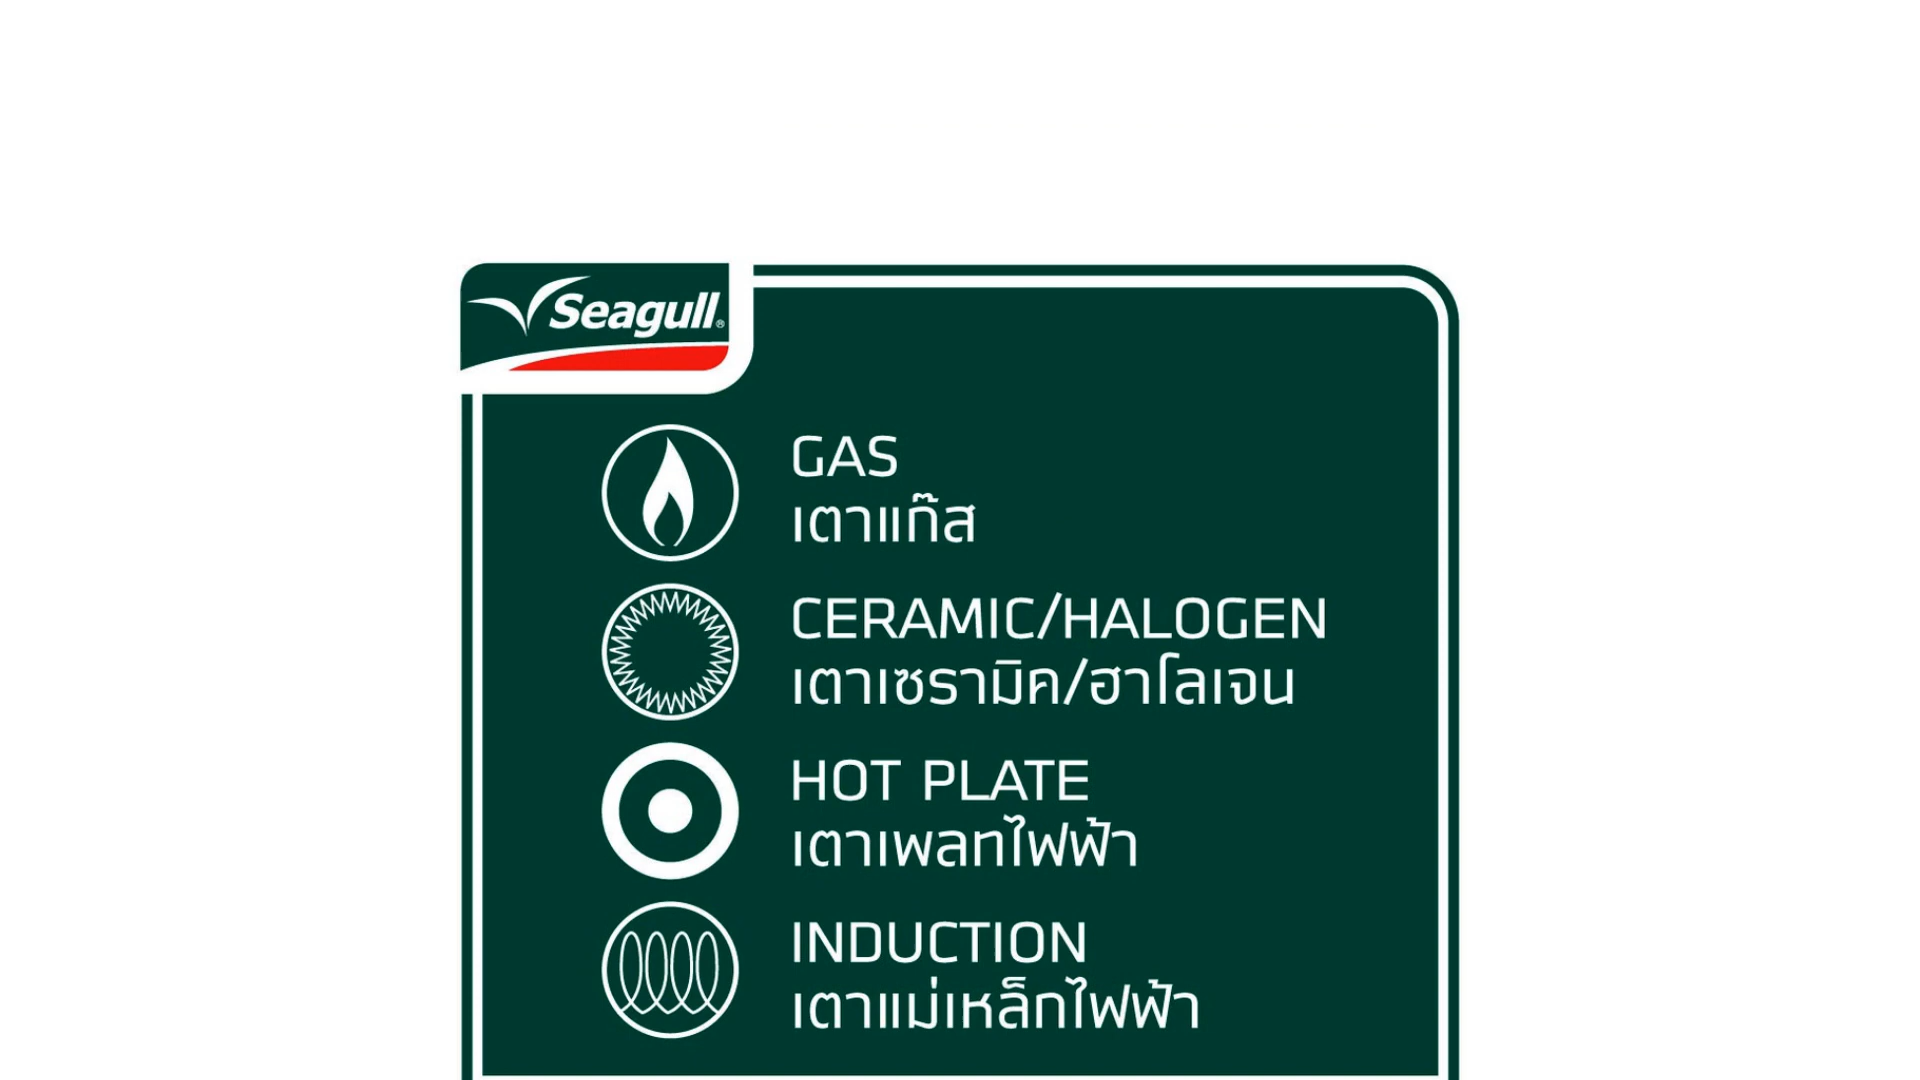 Seagull®
GAS
เตาแก๊ส
CERAMIC/HALOGEN
เตาเซรามิค/ฮาโลเจน
HOT PLATE
เตาเพลทไฟฟ้า
INDUCTION
เตาแม่เหล็กไฟฟ้า